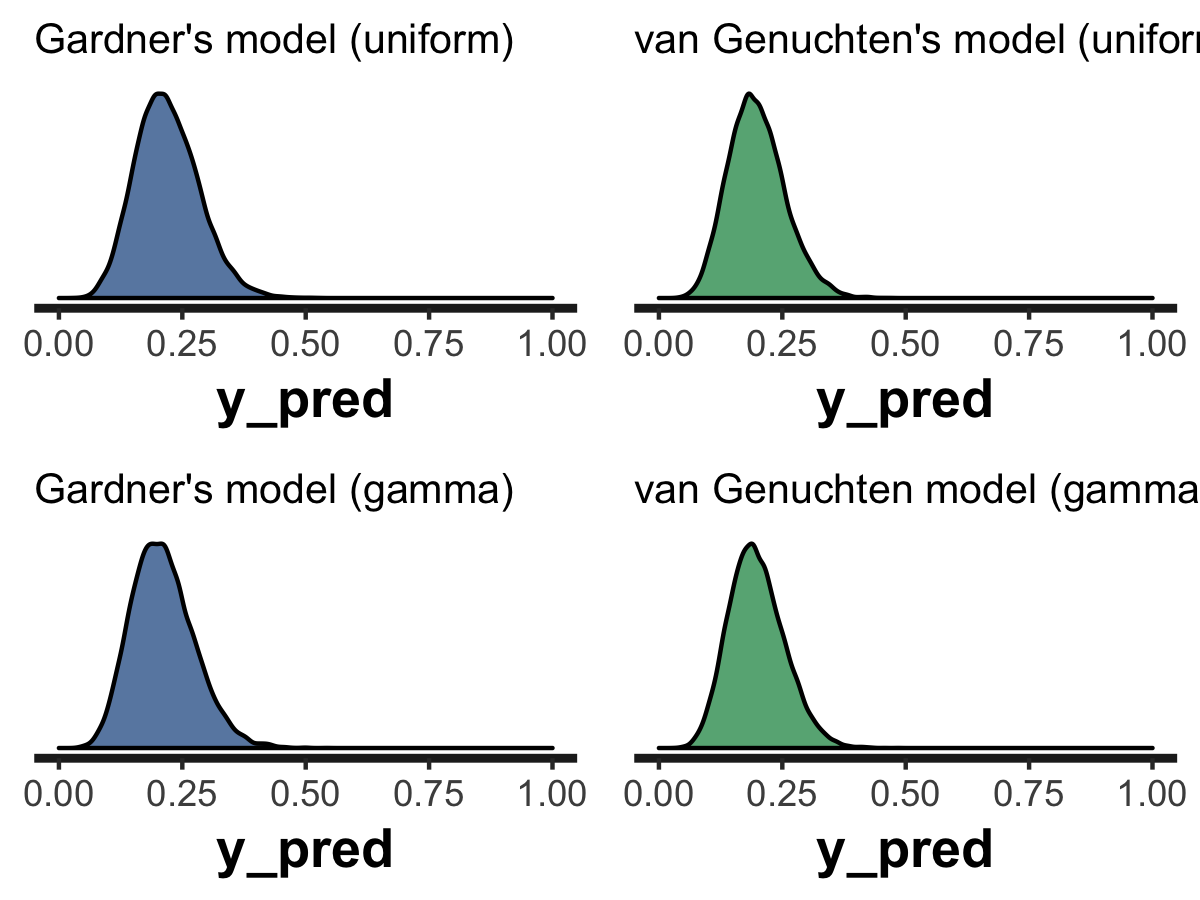 Gardner's model (uniform)
van Genuchten's model (unifor
0.00 0.25 0.50 0.75 1.00
0.00 0.25 0.50 0.75 1.00
y_pred
y_pred
Gardner's model (gamma)
van Genuchten model (gamma
0.00 0.25 0.50 0.75 1.00
0.00 0.25 0.50 0.75 1.00
y_pred
y_pred